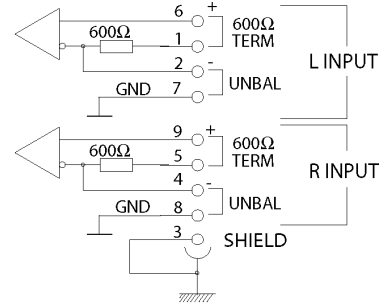 6 +
600Ω
TERM
600Ω
1
2 -
UNBAL
GND 7
L INPUT
9 +
600Ω
TERM
600Ω
5
4 -
UNBAL
GND 8
R INPUT
3 SHIELD